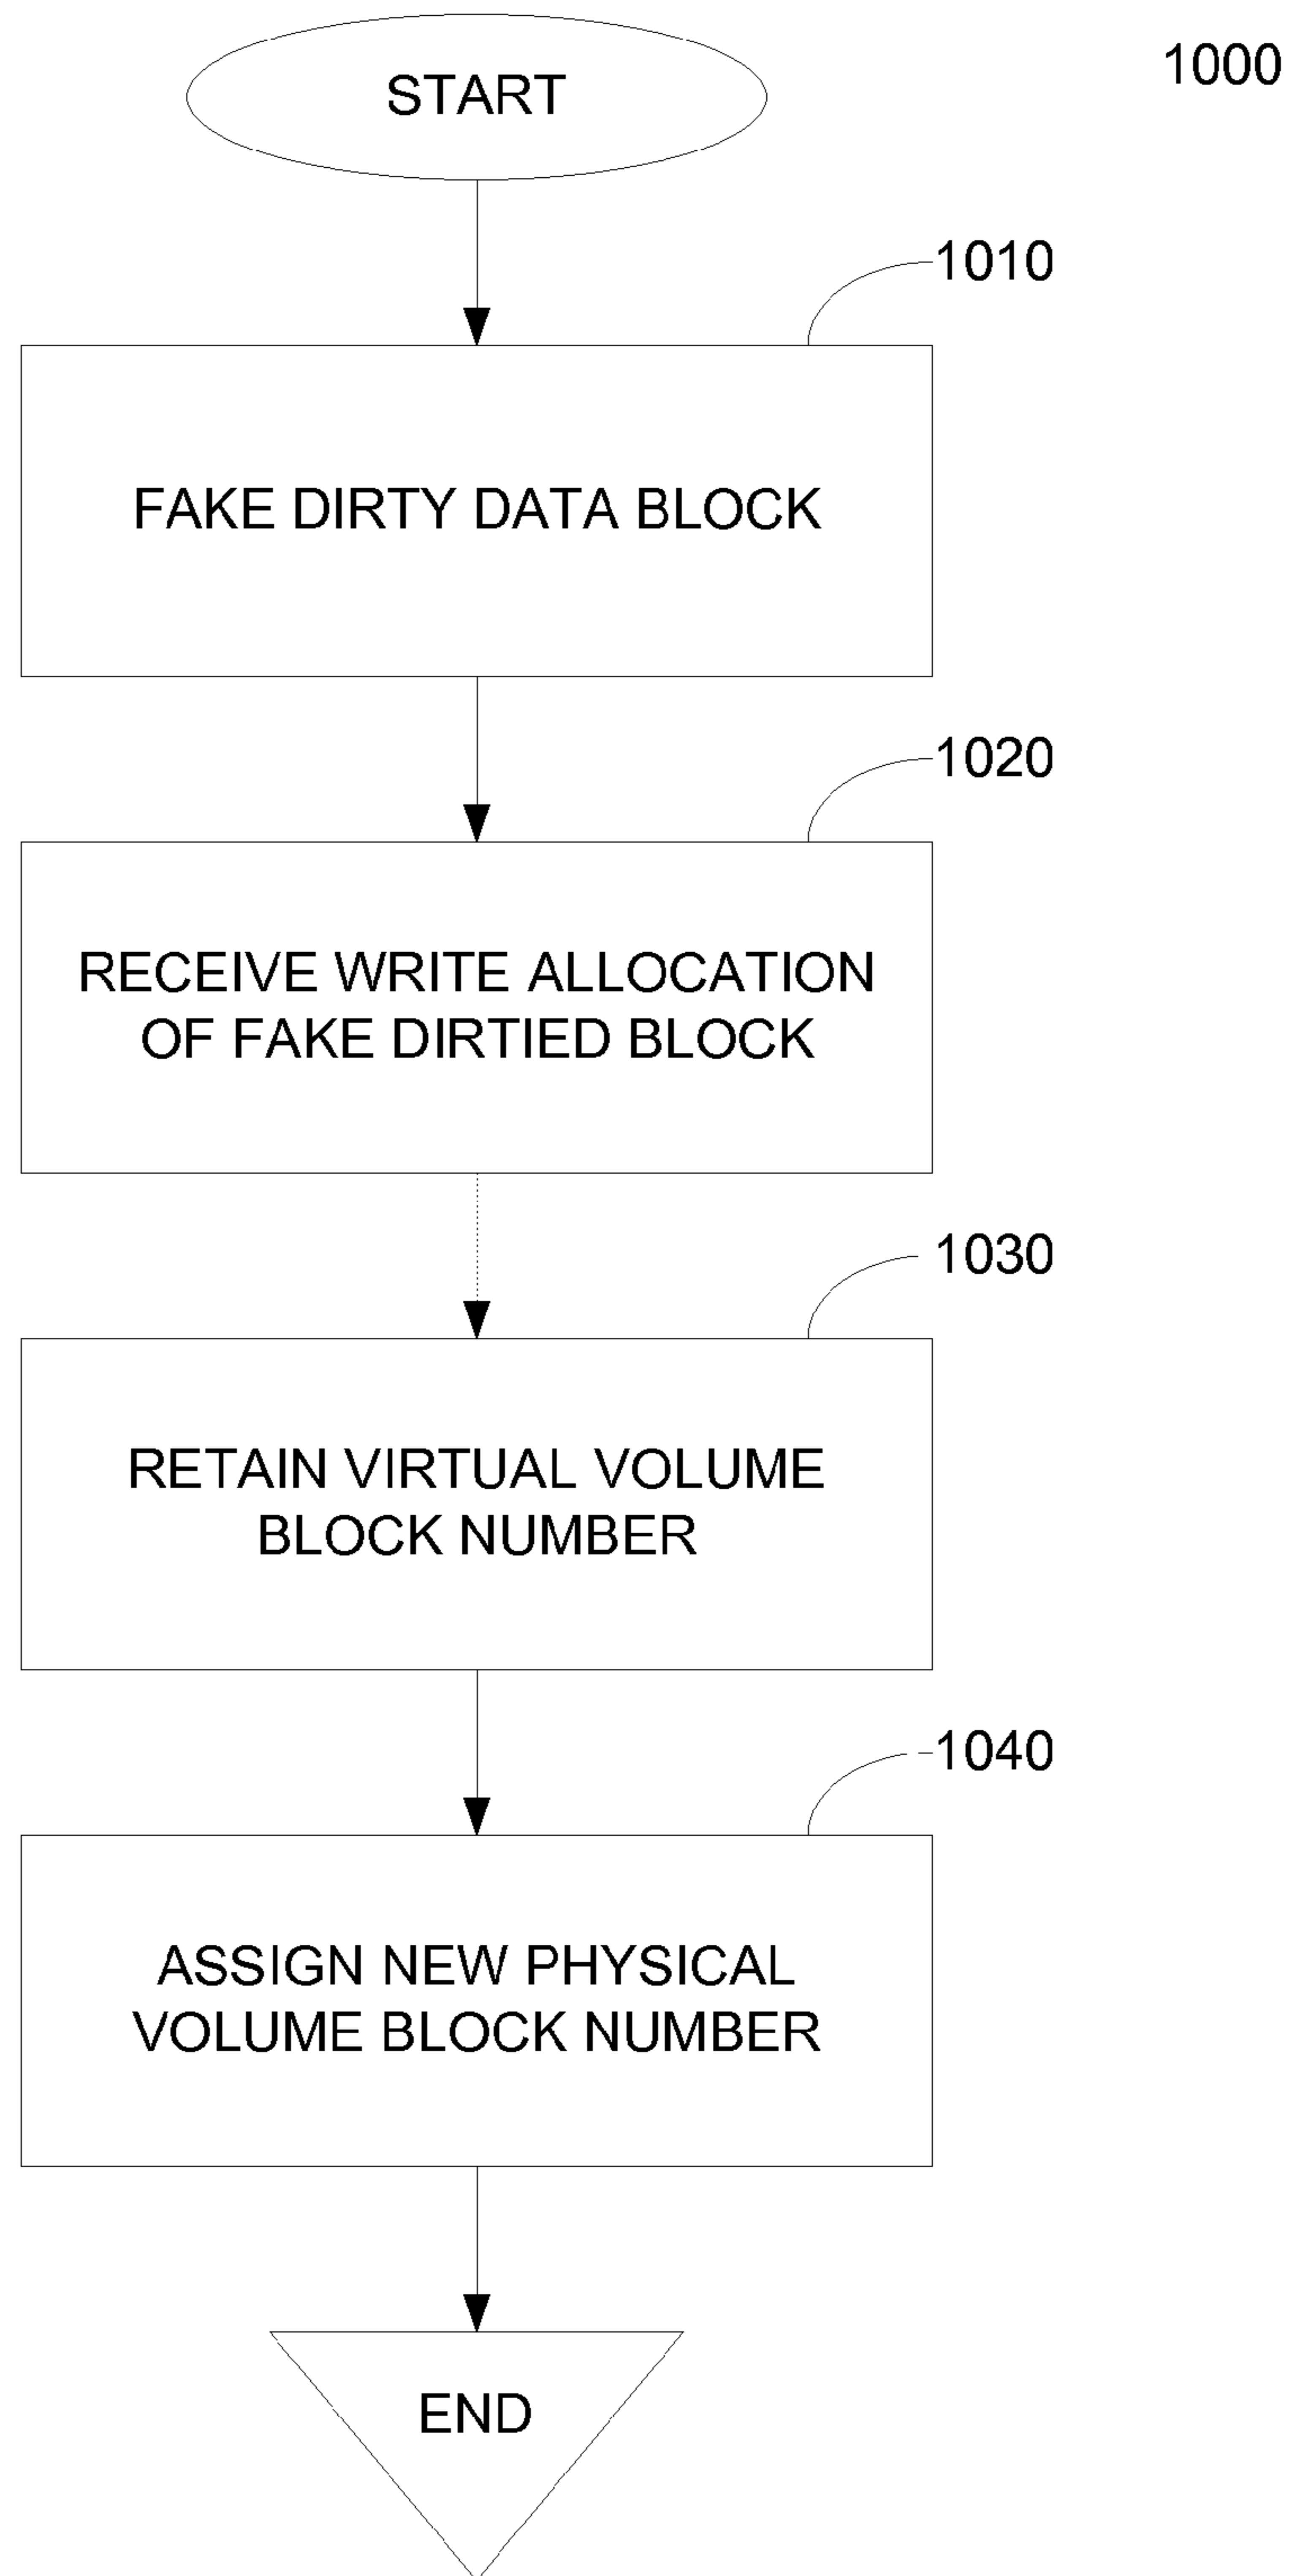 START
1000
1010
FAKE DIRTY DATA BLOCK
1020
RECEIVE WRITE ALLOCATION
OF FAKE DIRTIED BLOCK
1030
RETAIN VIRTUAL VOLUME
BLOCK NUMBER
1040
ASSIGN NEW PHYSICAL
VOLUME BLOCK NUMBER
END